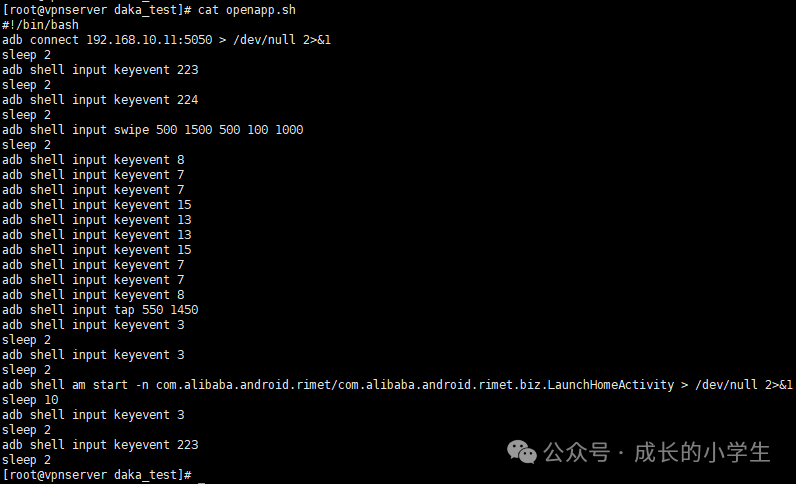 [root@vpnserver daka_test]# cat openapp.sh
#!/bin/bash
adb connect 192.168.10.11:5050 > /dev/null 2>&1
sleep 2
adb shell input keyevent 223
sleep 2
adb shell input keyevent 224
sleep 2
adb shell input swipe 500 1500 500 100 1000
sleep 2
adb shell input keyevent 8
adb shell input keyevent 7
adb shell input keyevent 7
adb shell input keyevent 15
adb shell input keyevent 13
adb shell input keyevent 13
adb shell input keyevent 15
adb shell input keyevent 7
adb shell input keyevent 7
adb shell input keyevent 8
adb shell input tap 550 1450
adb shell input keyevent 3
sleep 2
adb shell input keyevent 3
sleep 2
adb shell am start -n com.alibaba.android.rimet/com.alibaba.android.rimet.biz.LaunchHomeActivity > /dev/null 2>&1
sleep 10
adb shell input keyevent 3
sleep 2
adb shell input keyevent 223
sleep 2
[root@vpnserver daka_test]# _
公众号 · 成长的小学生